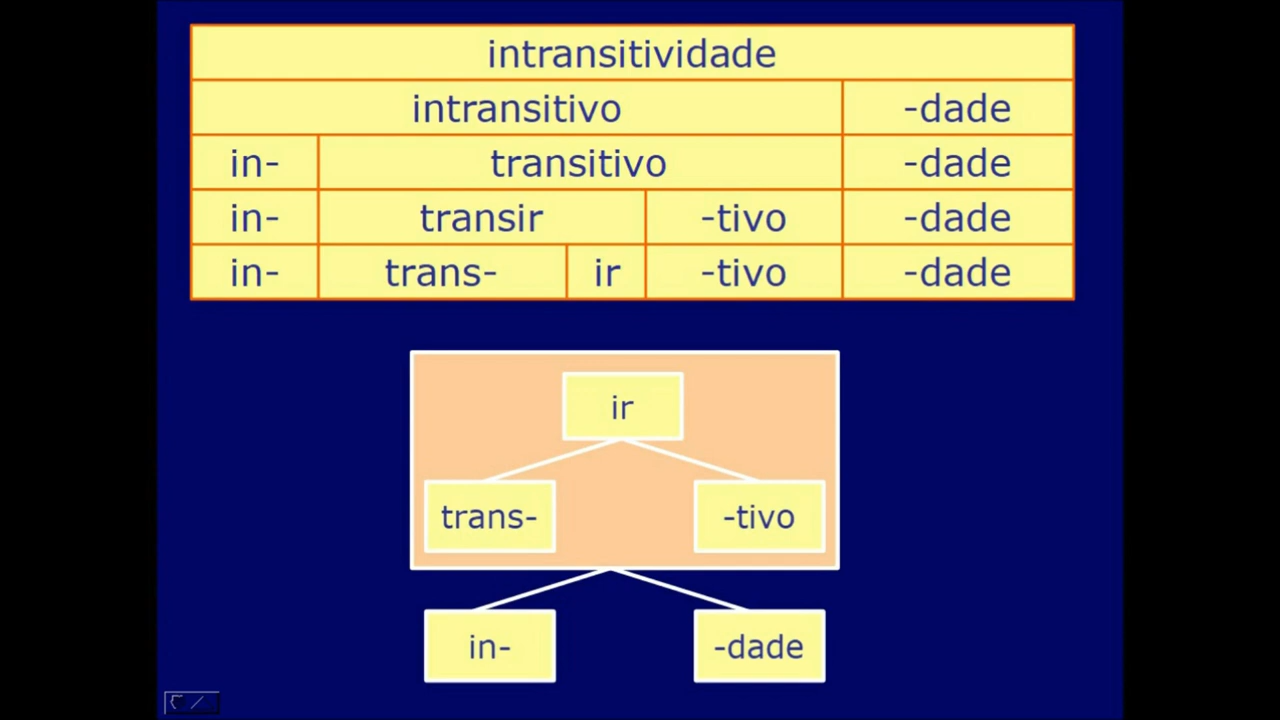 intransitividade
intransitivo -dade
in- transitivo -dade
in- transir -tivo -dade
in- trans- ir -tivo -dade
ir
trans- -tivo
in- -dade